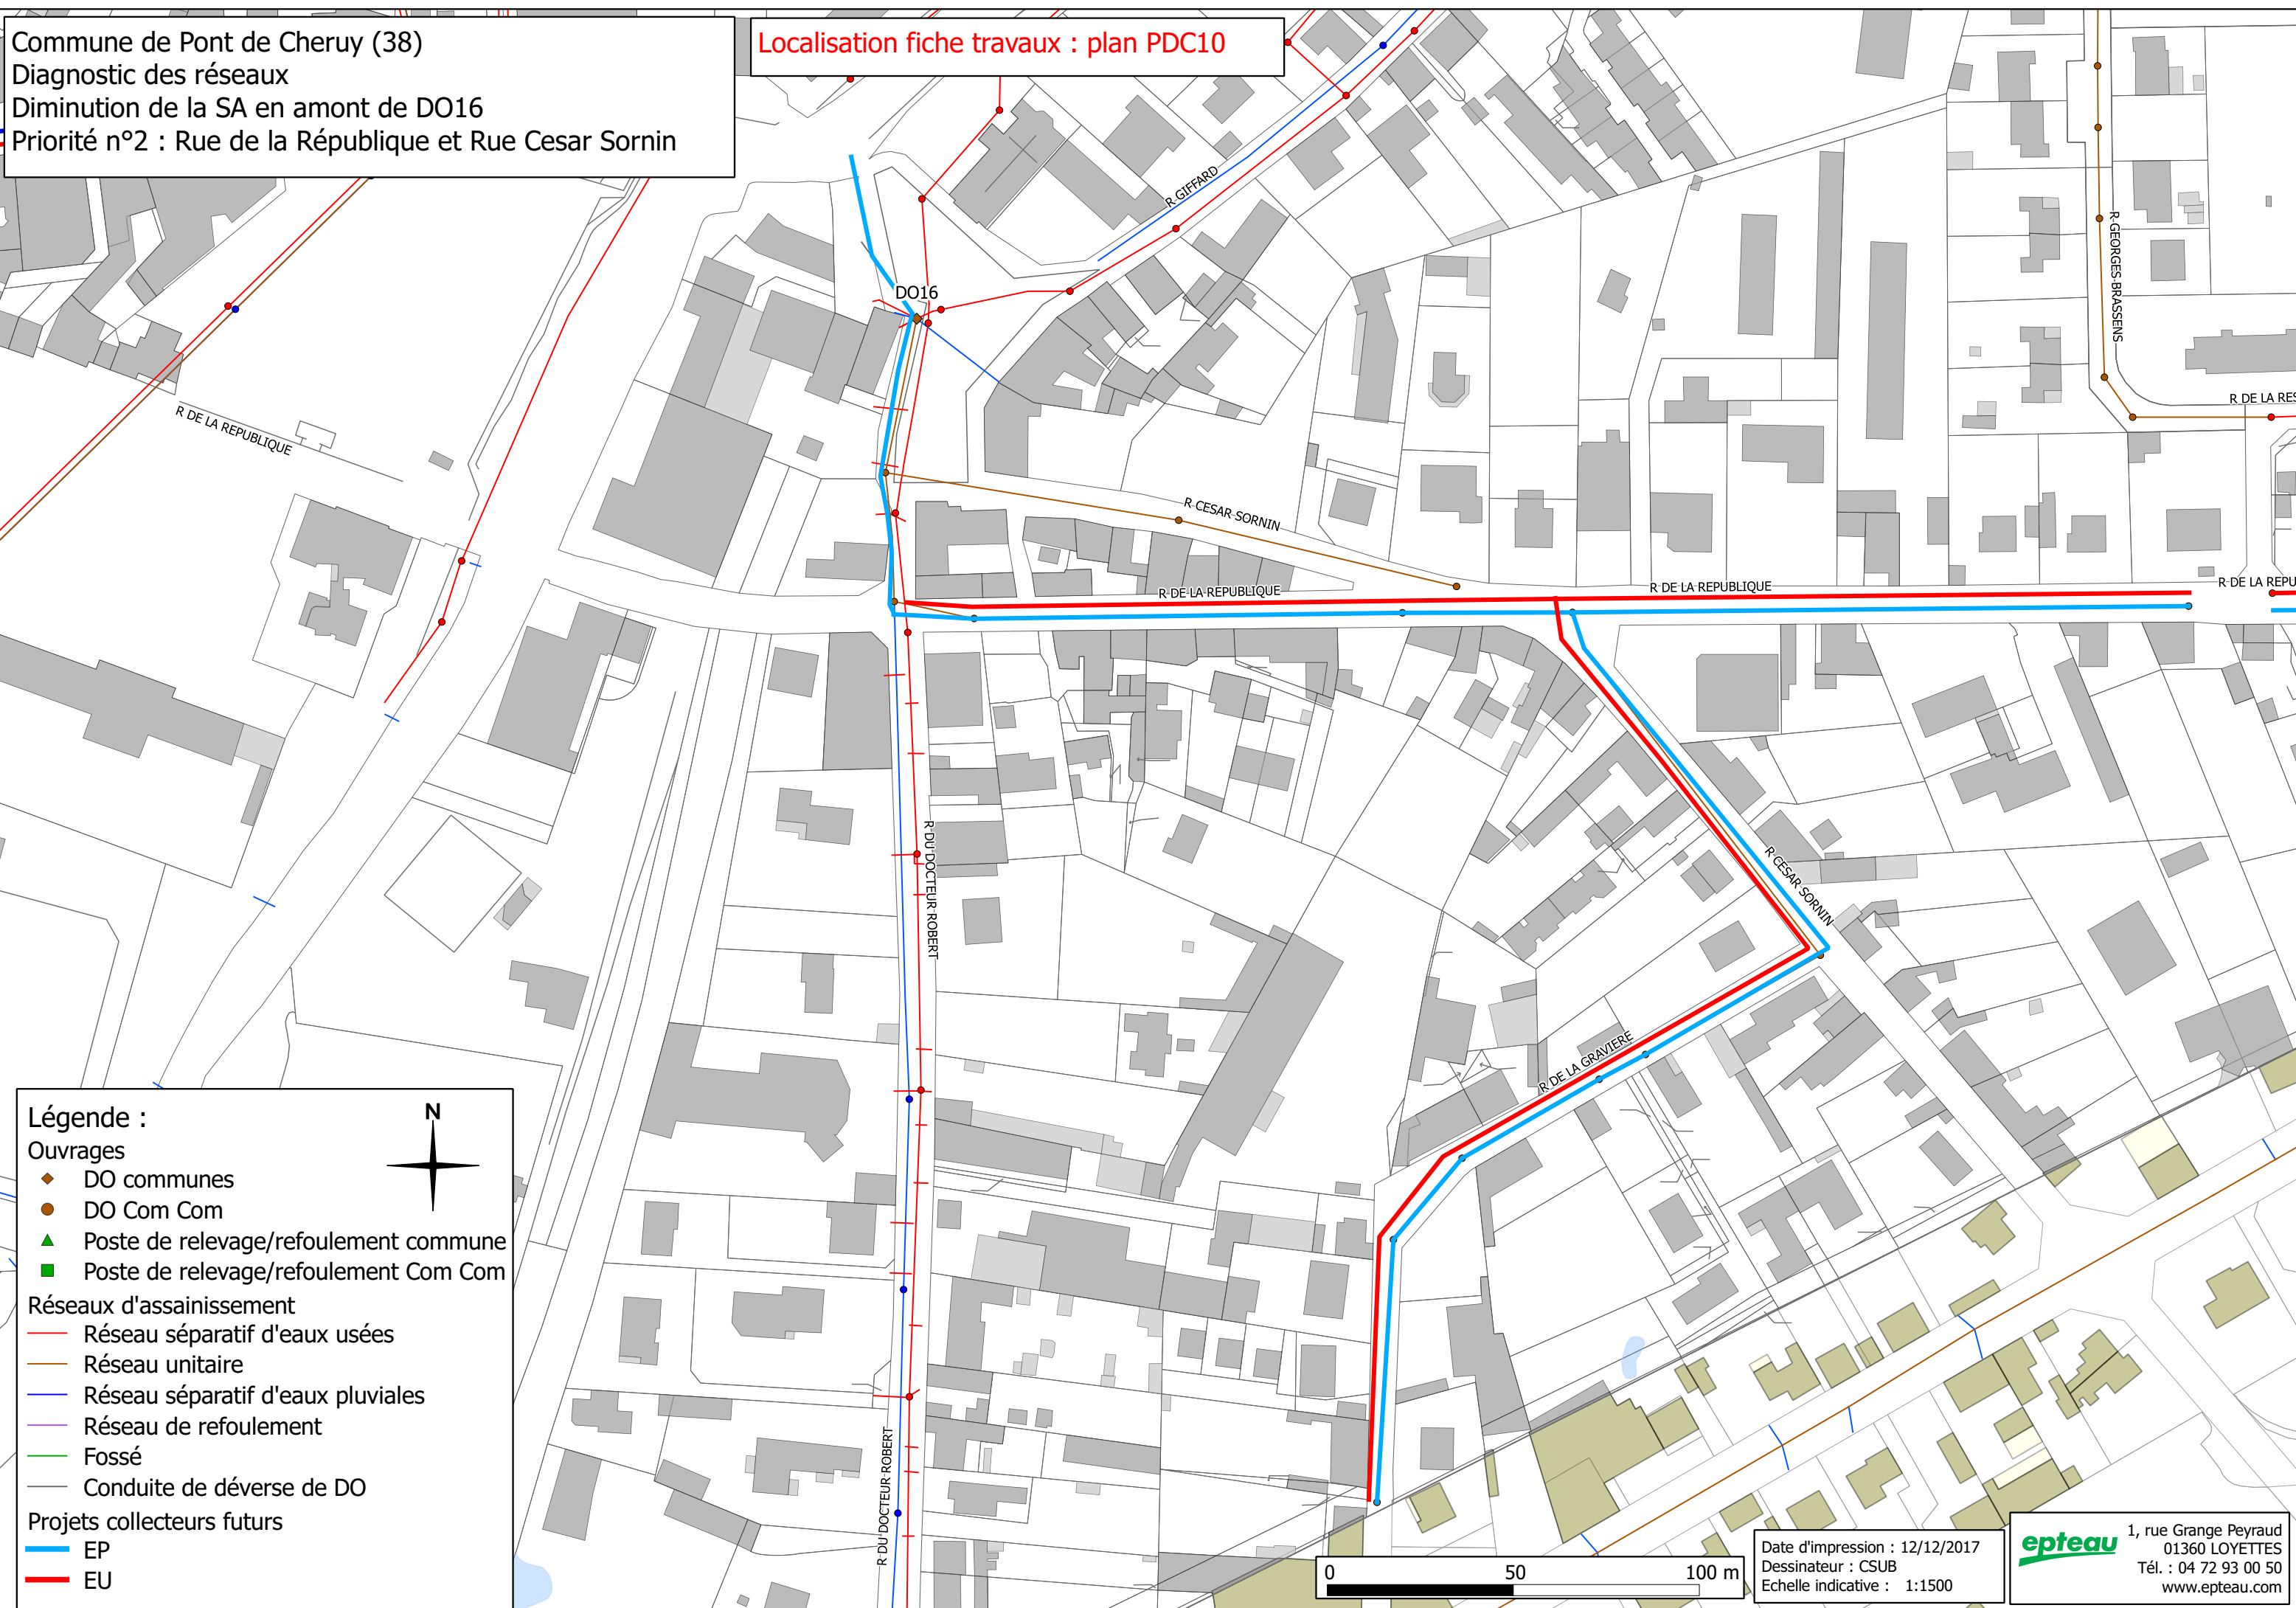 Commune de Pont de Cheruy (38)
Diagnostic des réseaux
Diminution de la SA en amont de DO16
Priorité n°2 : Rue de la République et Rue Cesar Sornin
Localisation fiche travaux : plan PDC10
R GIFFARD
DO16
R GEORGES BRASSENS
R DE LA RES
R DE LA REPUBLIQUE
R CESAR SORNIN
R DE LA REPUBLIQUE
R DE LA REPUBLIQUE
R DE LA REPU
R DU DOCTEUR ROBERT
R CESAR SORNIN
R DE LA GRAVIERE
R DU DOCTEUR ROBERT
Légende :
N
Ouvrages
DO communes
DO Com Com
Poste de relevage/refoulement commune
Poste de relevage/refoulement Com Com
Réseaux d'assainissement
Réseau séparatif d'eaux usées
Réseau unitaire
Réseau séparatif d'eaux pluviales
Réseau de refoulement
Fossé
Conduite de déverse de DO
Projets collecteurs futurs
EP
EU
0 50 100 m
Date d'impression : 12/12/2017
Dessinateur : CSUB
Echelle indicative : 1:1500
epteau
1, rue Grange Peyraud
01360 LOYETTES
Tél. : 04 72 93 00 50
www.epteau.com